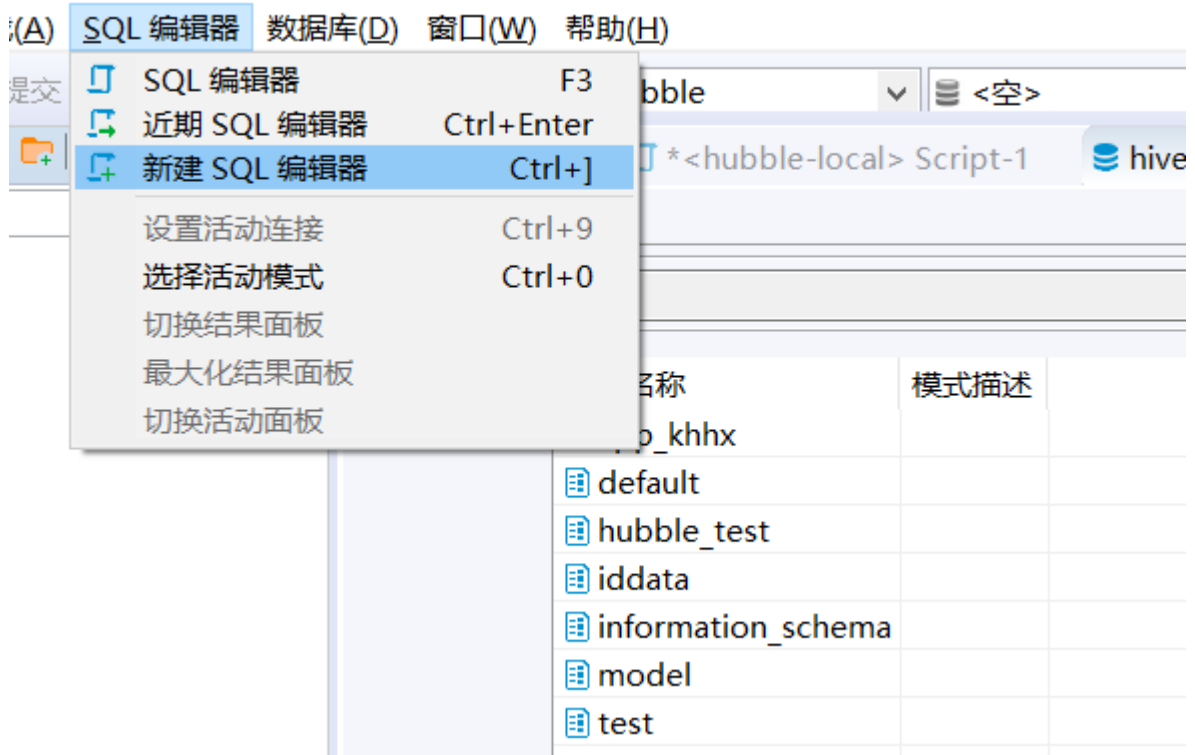 (A) SQL 编辑器 数据库(D) 窗口(W) 帮助(H)
提交 SQL 编辑器 F3 bble <空>
近期 SQL 编辑器 Ctrl+Enter
新建 SQL 编辑器 Ctrl+] *<hubble-local> Script-1 hive
设置活动连接 Ctrl+9
选择活动模式 Ctrl+0
切换结果面板
最大化结果面板 名称 模式描述
切换活动面板 _khhx
default
hubble_test
iddata
information_schema
model
test